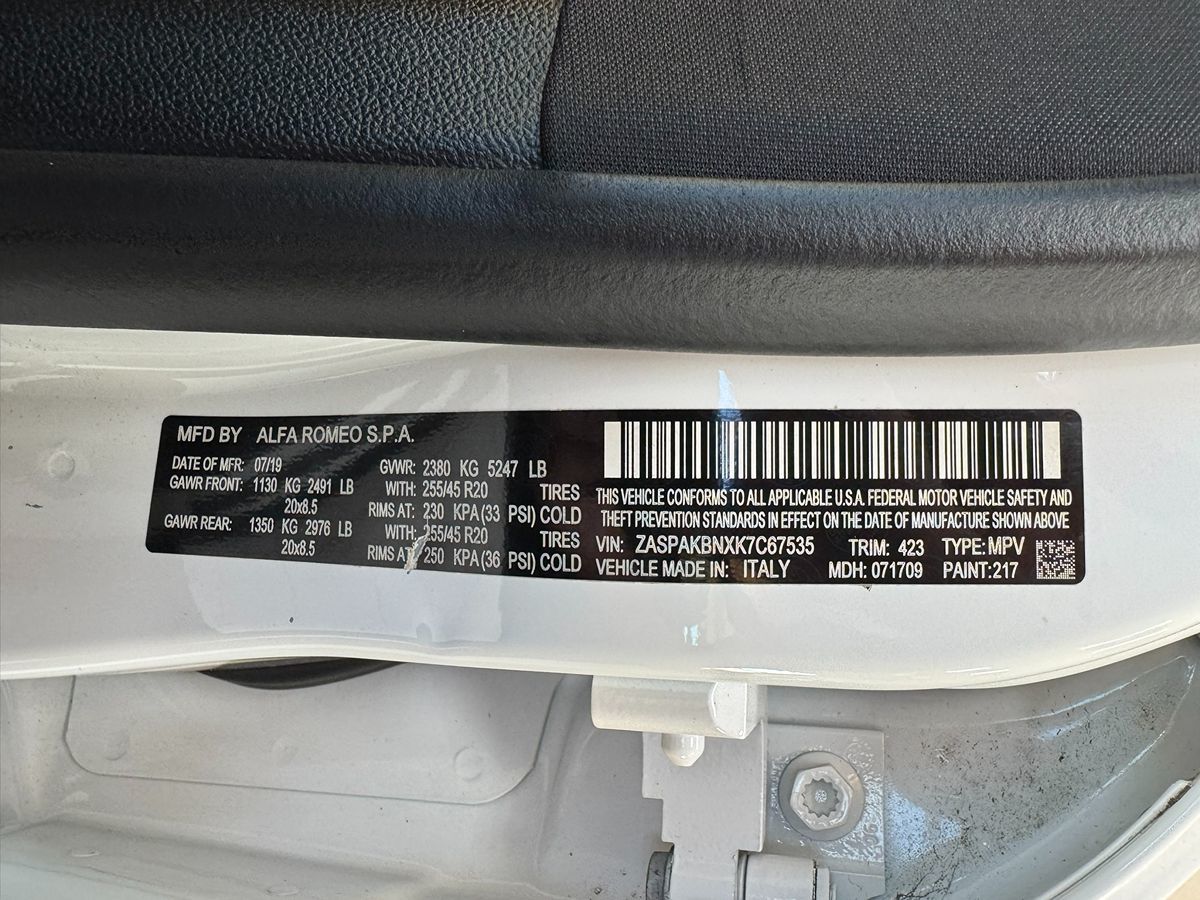 MFD BY ALFA ROMEO S.P.A.
DATE OF MFR: 07/19 GVWR: 2380 KG 5247 LB
GAWR FRONT: 1130 KG 2491 LB WITH: 255/45 R20 TIRES
20x8.5 RIMS AT: 230 KPA(33 PSI) COLD
GAWR REAR: 1350 KG 2976 LB WITH: 255/45 R20 TIRES
20x8.5 RIMS AT: 250 KPA (36 PSI) COLD
THIS VEHICLE CONFORMS TO ALL APPLICABLE U.S.A. FEDERAL MOTOR VEHICLE SAFETY AND
THEFT PREVENTION STANDARDS IN EFFECT ON THE DATE OF MANUFACTURE SHOWN ABOVE
VIN: ZASPAKBNXK7C67535 TRIM: 423 TYPE: MPV
VEHICLE MADE IN: ITALY MDH: 071709 PAINT:217